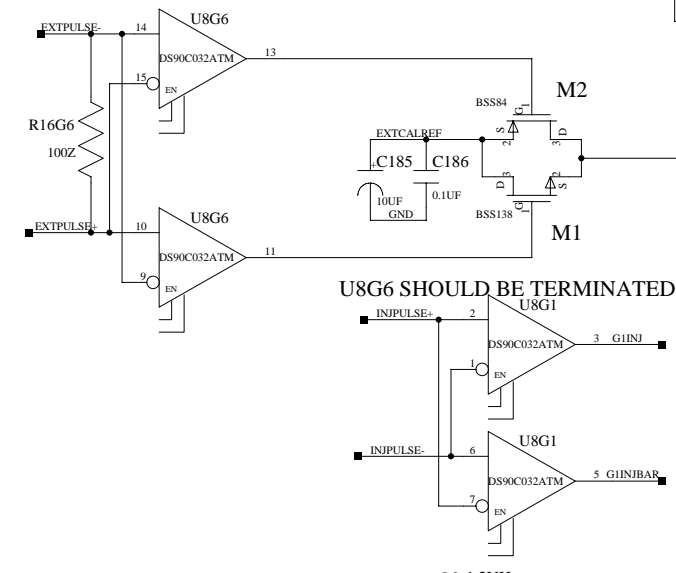 U8G6
EXTPULSE-
14
13
DS90C032ATM
15
EN
M2
BSS84
G
1
R16G6
100Z
EXTCALREF
S
2
3
D
C185
C186
+
10UF
0.1UF
GND
D
3
2
S
G
1
BSS138
M1
U8G6
EXTPULSE+
10
11
DS90C032ATM
9
EN
U8G6 SHOULD BE TERMINATED
U8G1
INJPULSE+
2
DS90C032ATM
3 G1INJ
1
EN
U8G1
INJPULSE-
6
DS90C032ATM
5 G1INJBAR
7
EN